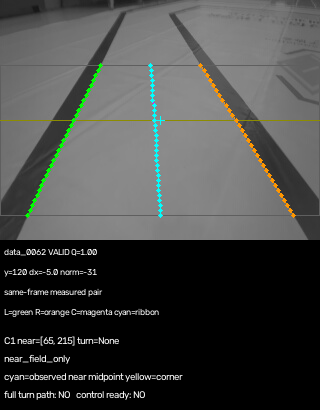 data_0062 VALID Q=1.00
y=120 dx=-5.0 norm=-31
same-frame measured pair
L=green R=orange C=magenta cyan=ribbon
C1 near=[65, 215] turn=None
near_field_only
cyan=observed near midpoint yellow=corner
full turn path: NO control ready: NO